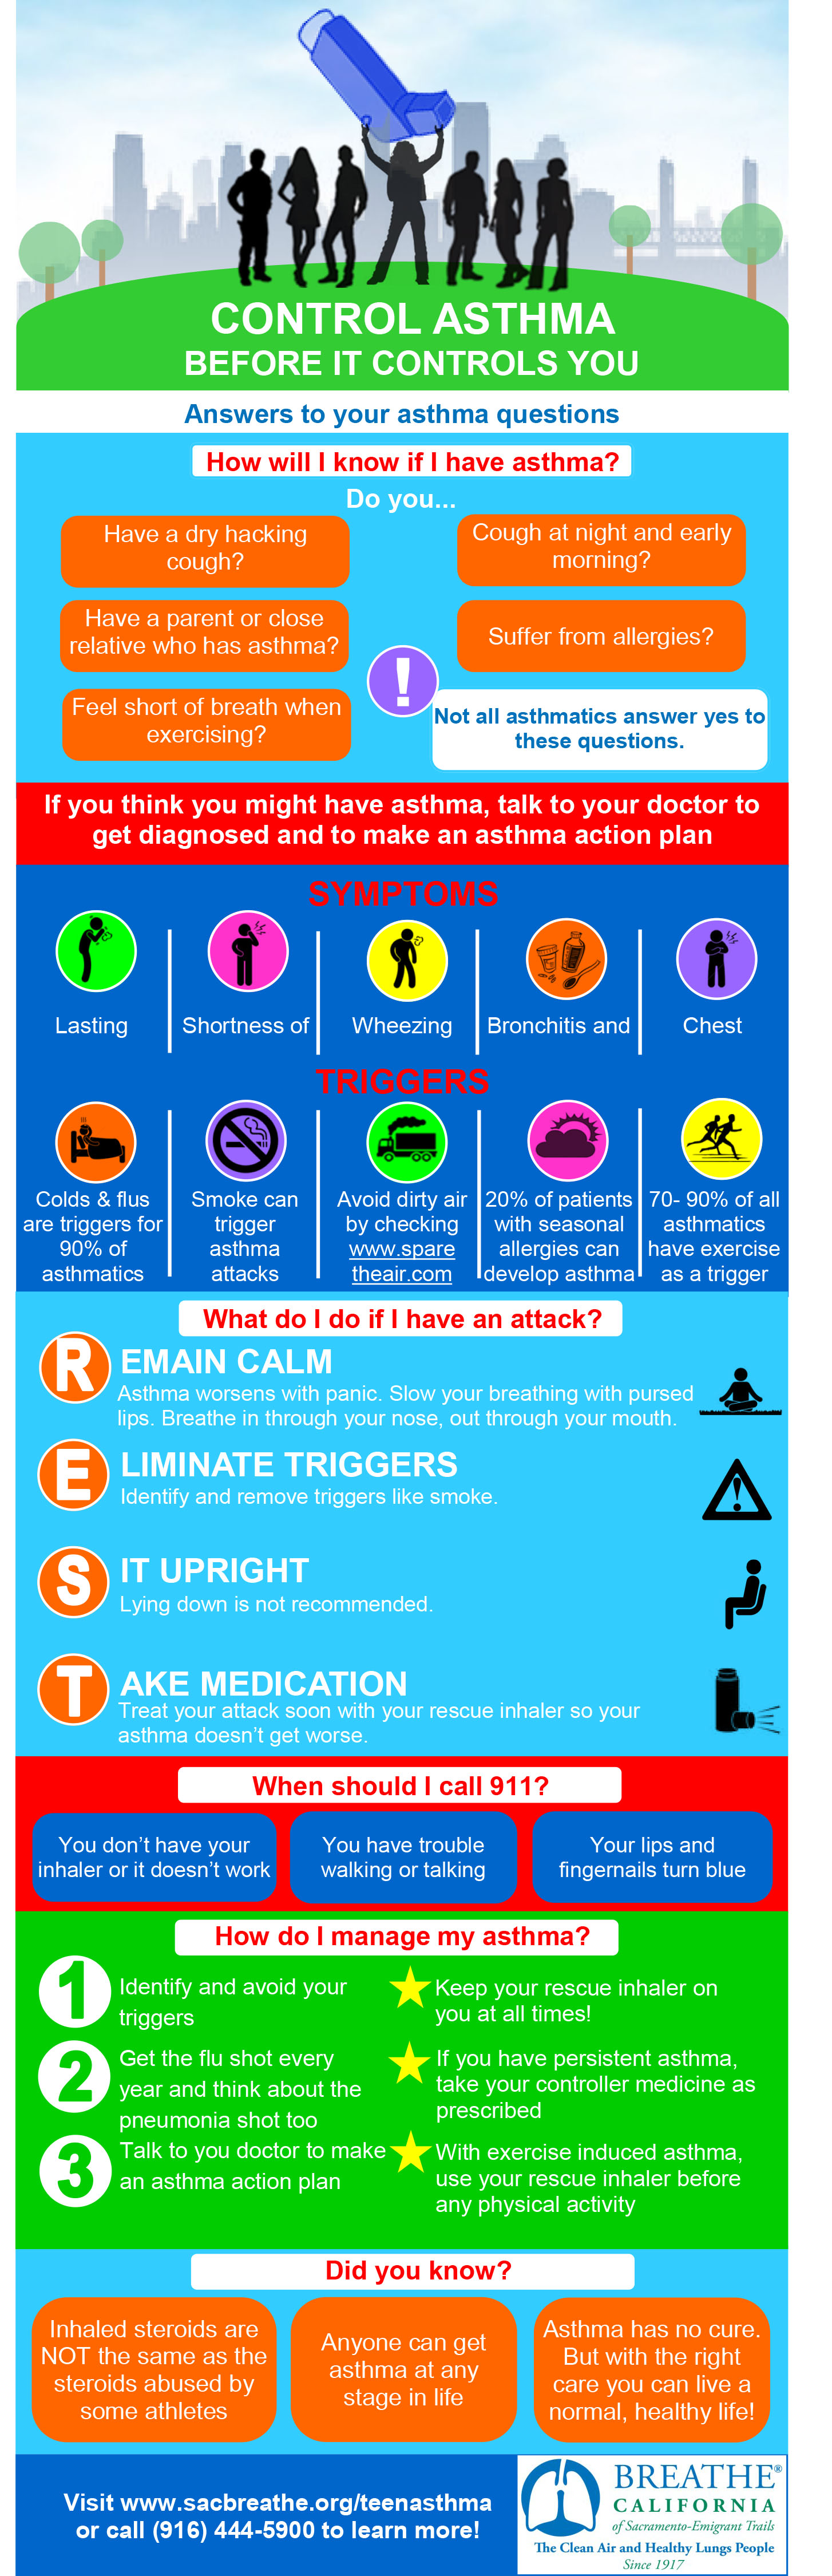 CONTROL ASTHMA
BEFORE IT CONTROLS YOU
Answers to your asthma questions
How will I know if I have asthma?
Do you...
Have a dry hacking
cough?
Cough at night and early
morning?
Have a parent or close
relative who has asthma?
Suffer from allergies?
Feel short of breath when
exercising?
!
Not all asthmatics answer yes to
these questions.
If you think you might have asthma, talk to your doctor to
get diagnosed and to make an asthma action plan
SYMPTOMS
Lasting
Shortness of
Wheezing
Bronchitis and
Chest
TRIGGERS
Colds & flus
are triggers for
90% of
asthmatics
Smoke can
trigger
asthma
attacks
Avoid dirty air
by checking
www.spare
theair.com
20% of patients
with seasonal
allergies can
develop asthma
70- 90% of all
asthmatics
have exercise
as a trigger
What do I do if I have an attack?
REMAIN CALM
Asthma worsens with panic. Slow your breathing with pursed
lips. Breathe in through your nose, out through your mouth.
ELIMINATE TRIGGERS
Identify and remove triggers like smoke.
SIT UPRIGHT
Lying down is not recommended.
TAKE MEDICATION
Treat your attack soon with your rescue inhaler so your
asthma doesn't get worse.
When should I call 911?
You don't have your
inhaler or it doesn't work
You have trouble
walking or talking
Your lips and
fingernails turn blue
How do I manage my asthma?
1
Identify and avoid your
triggers
2
Get the flu shot every
year and think about the
pneumonia shot too
3
Talk to you doctor to make
an asthma action plan
Keep your rescue inhaler on
you at all times!
If you have persistent asthma,
take your controller medicine as
prescribed
With exercise induced asthma,
use your rescue inhaler before
any physical activity
Did you know?
Inhaled steroids are
NOT the same as the
steroids abused by
some athletes
Anyone can get
asthma at any
stage in life
Asthma has no cure.
But with the right
care you can live a
normal, healthy life!
Visit www.sacbreathe.org/teenasthma
or call (916) 444-5900 to learn more!
BREATHE®
CALIFORNIA
of Sacramento-Emigrant Trails
The Clean Air and Healthy Lungs People
Since 1917